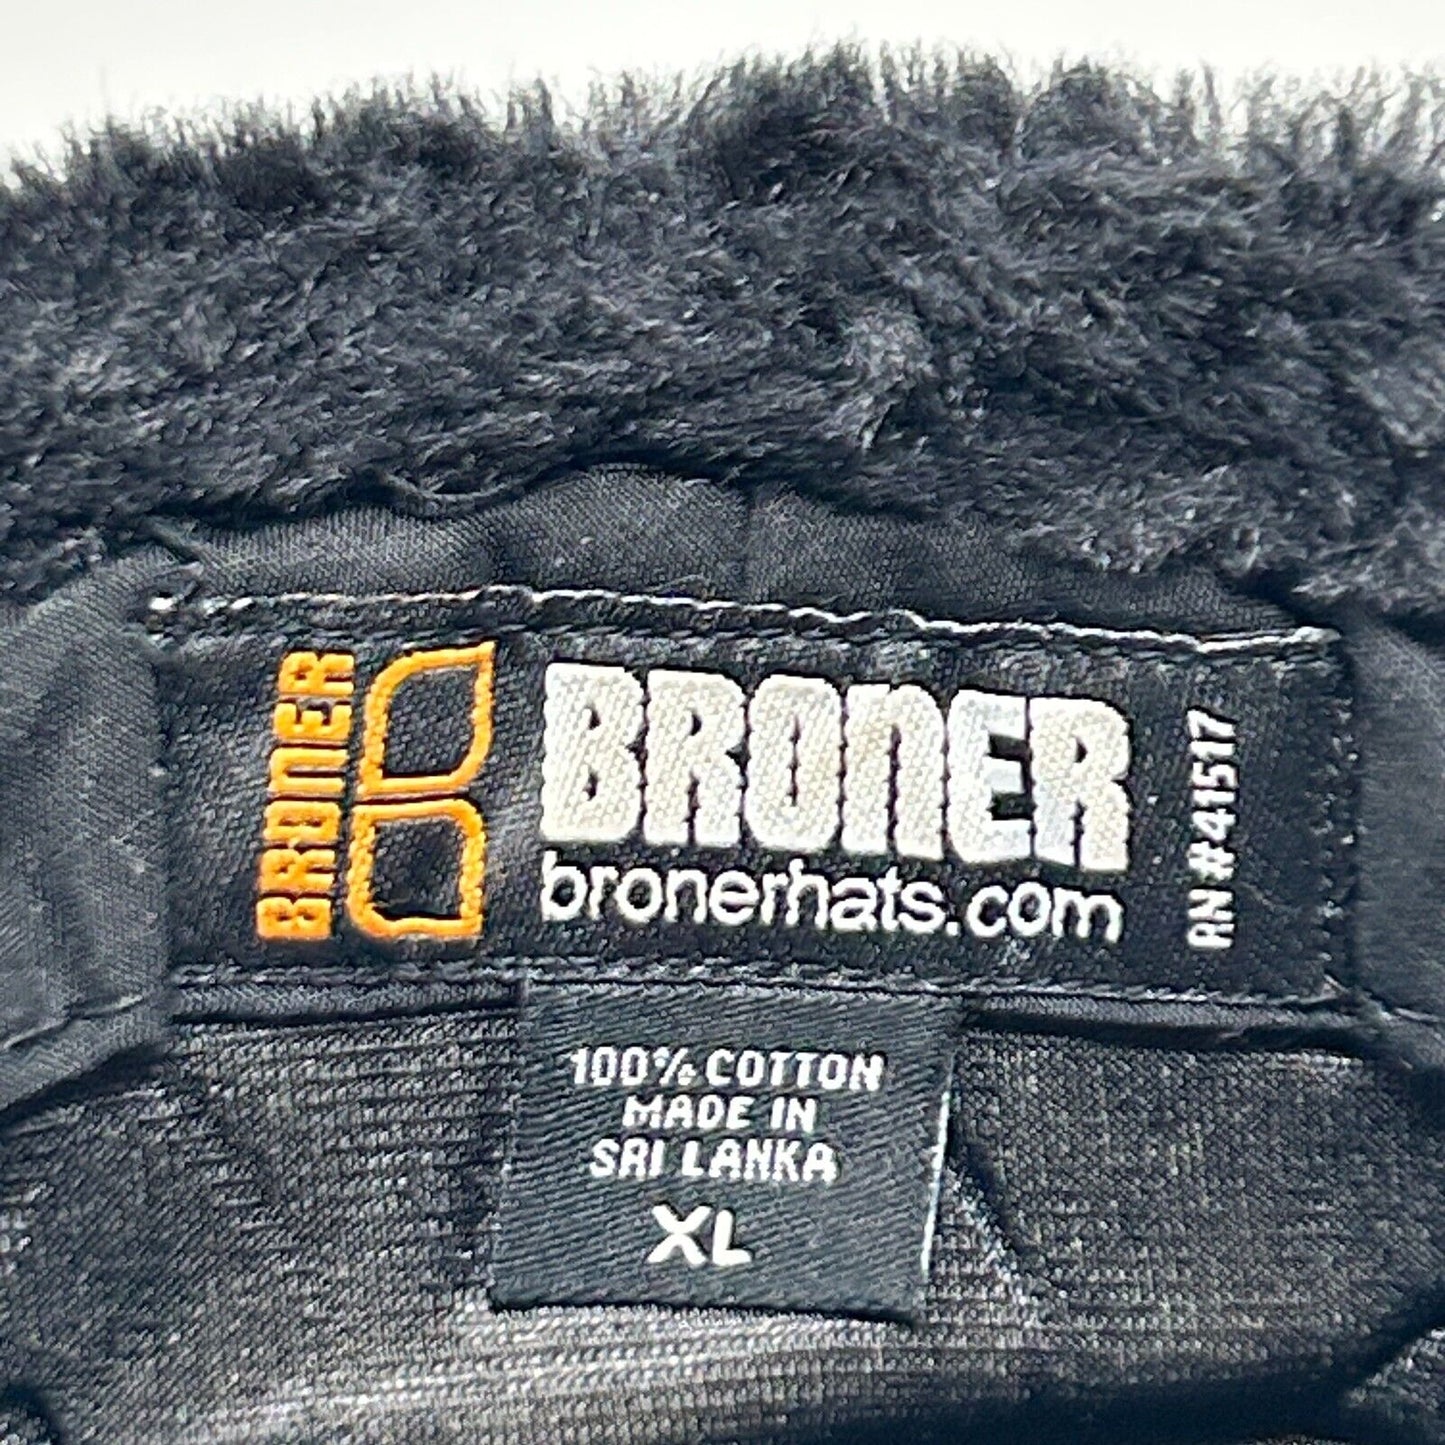 BRONER
BRONER
bronerhats.com
RN #41517
100% COTTON
MADE IN
SRI LANKA
XL